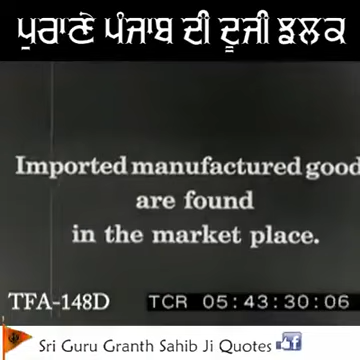 ਪੁਰਾਣੇ ਪੰਜਾਬ ਦੀ ਦੂਜੀ ਝਲਕ
Imported manufactured good
are found
in the market place.
TFA-148D TCR 05:43:30:06
Sri Guru Granth Sahib Ji Quotes